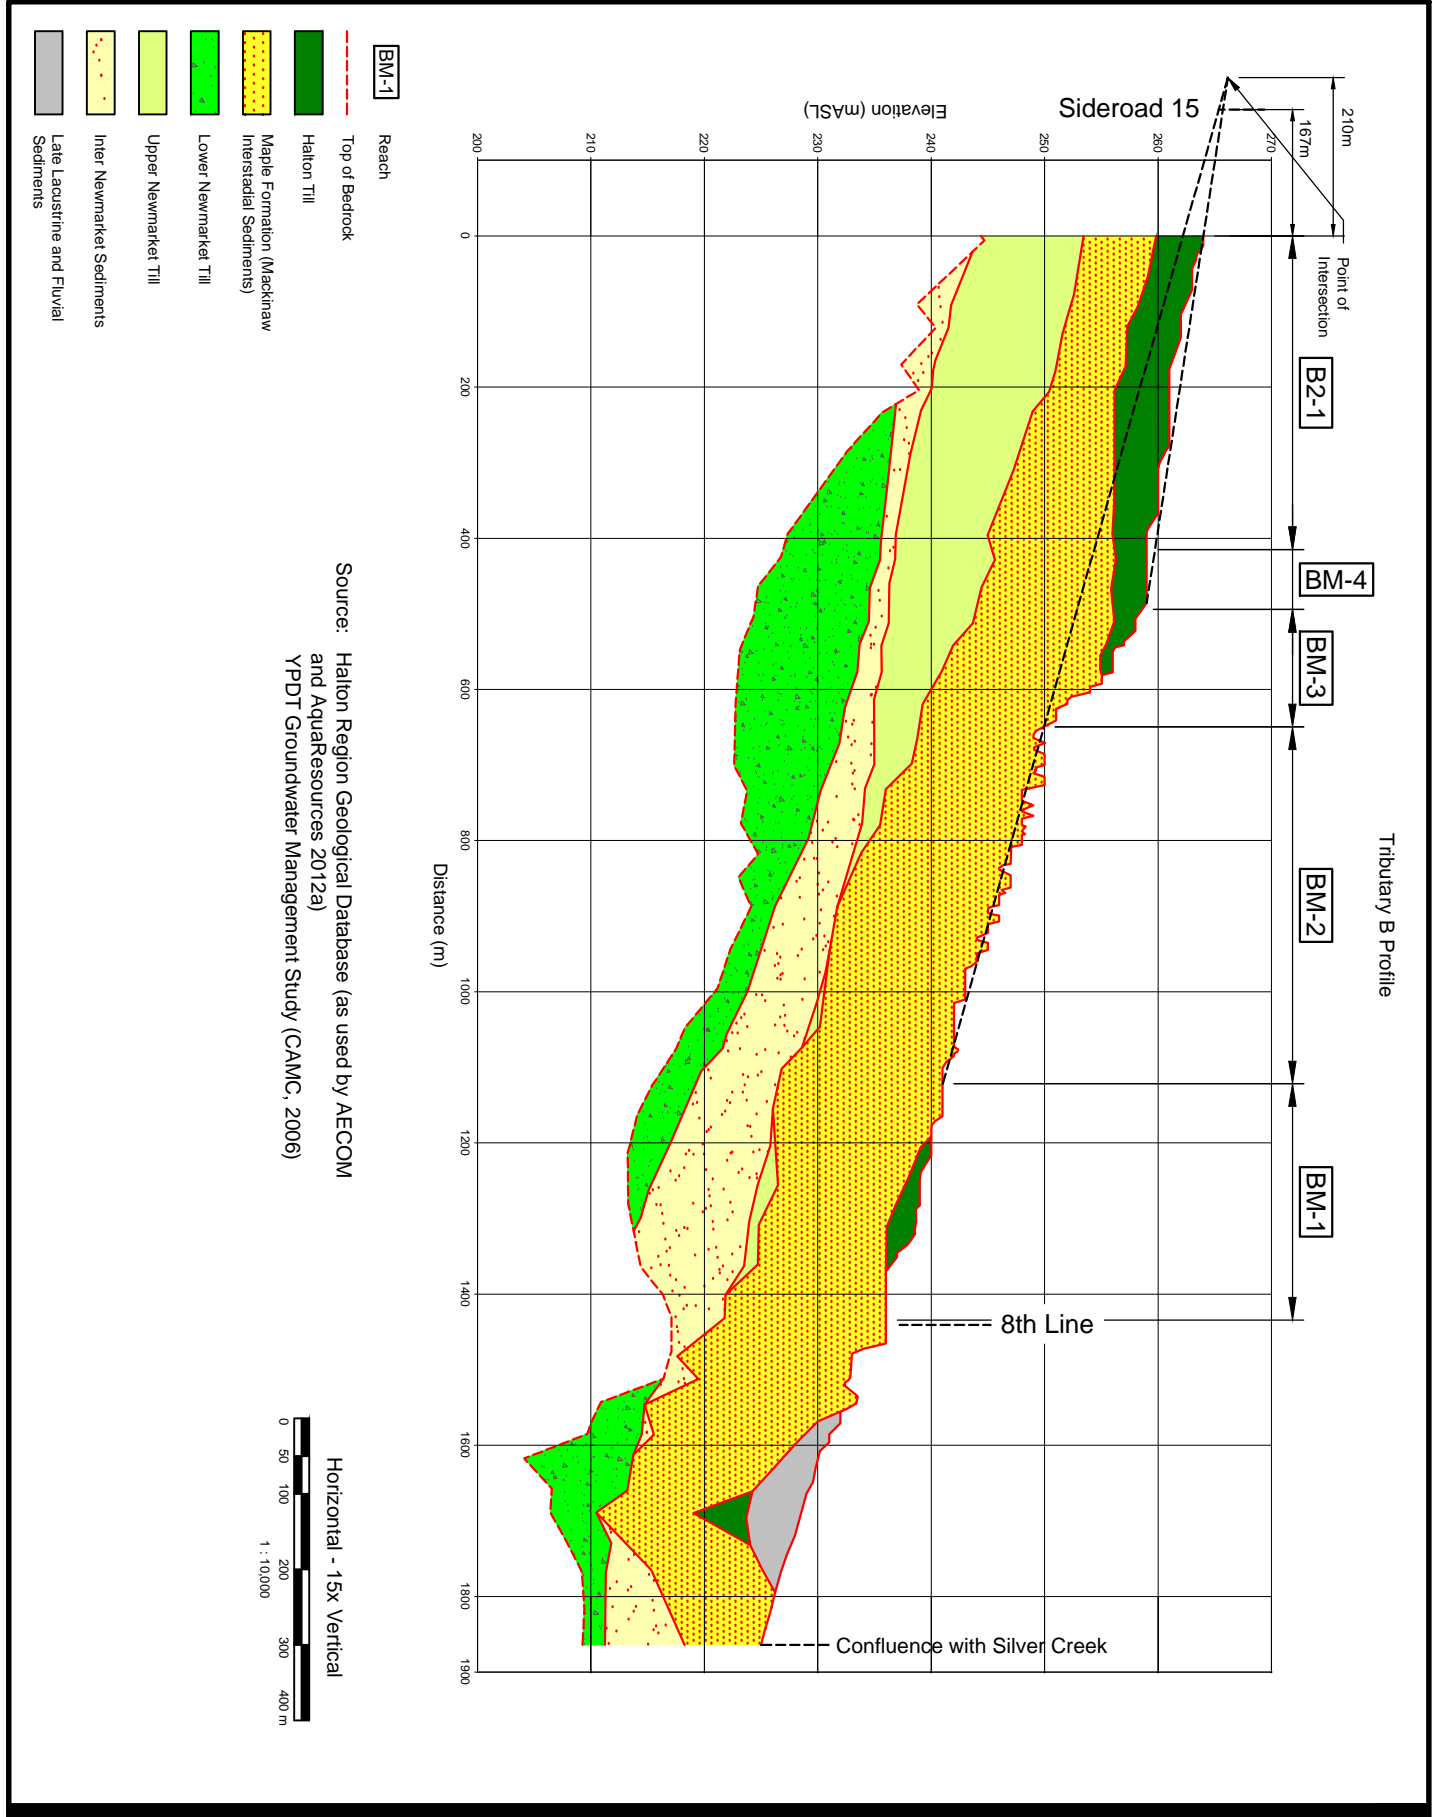 Tributary B Profile
210m
167m
Point of
Intersection
B2-1
BM-4
BM-3
BM-2
BM-1
Sideroad 15
8th Line
Confluence with Silver Creek
Elevation (mASL)
270
260
250
240
230
220
210
200
0
200
400
600
800
1000
1200
1400
1600
1800
1900
Distance (m)
BM-1
Reach
Top of Bedrock
Halton Till
Maple Formation (Mackinaw
Interstadial Sediments)
Lower Newmarket Till
Upper Newmarket Till
Inter Newmarket Sediments
Late Lacustrine and Fluvial
Sediments
Source: Halton Region Geological Database (as used by AECOM
and AquaResources 2012a)
YPDT Groundwater Management Study (CAMC, 2006)
Horizontal - 15x Vertical
0 50 100 200 300 400 m
1 : 10,000